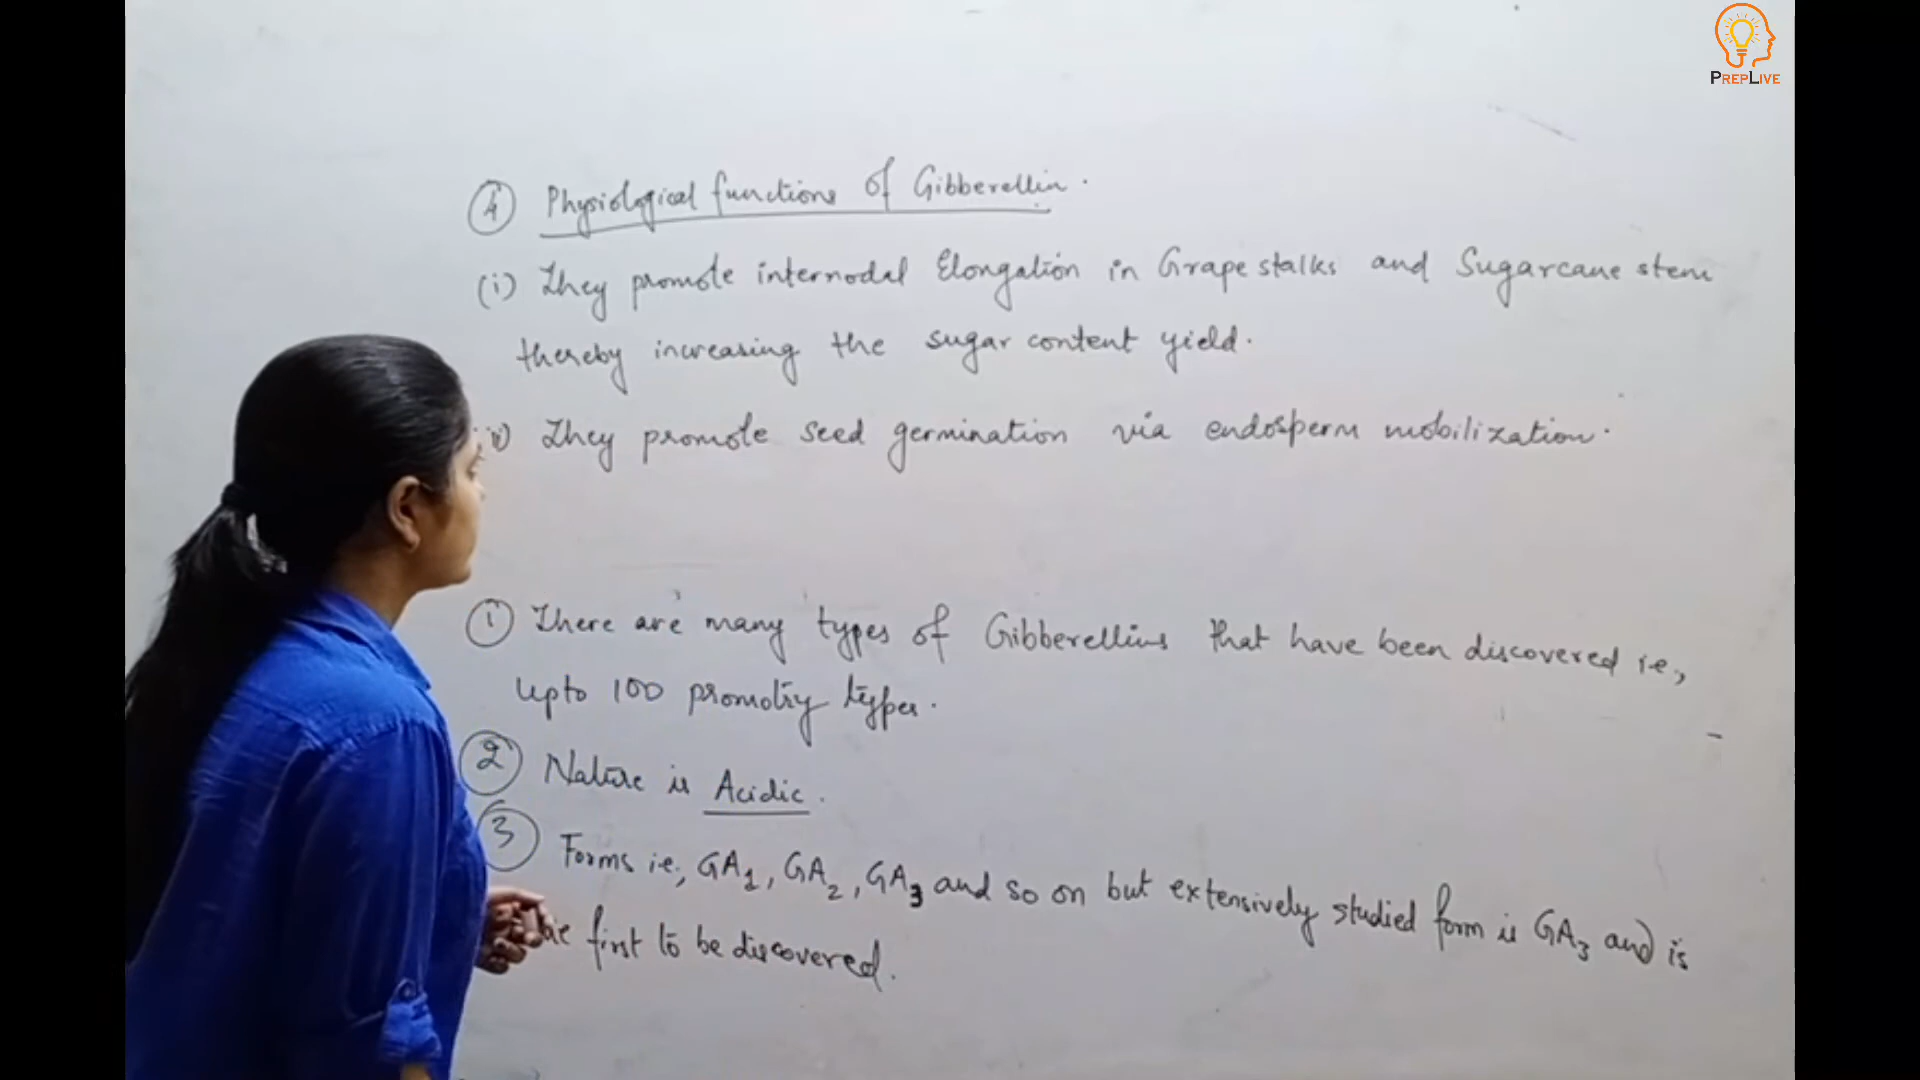 PREPLIVE
④ Physiological functions of Gibberellin.
(i) They promote internodal Elongation in Grape stalks and Sugarcane stem
thereby increasing the sugar content yield.
They promote seed germination via endosperm mobilization.
① There are many types of Gibberellins that have been discovered ie,
upto 100 types.
② Nature is Acidic.
③ Forms ie, GA1, GA2, GA3 and so on but extensively studied form is GA3 and is
first to be discovered.